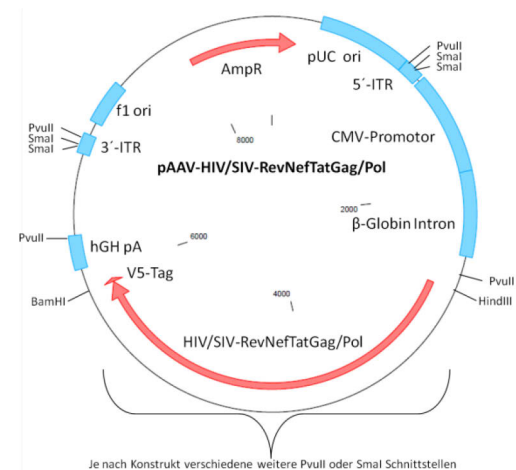 pUC ori
PvuII
SmaI
SmaI
AmpR
5´-ITR
f1 ori
PvuII
SmaI
SmaI
3´-ITR
8000
CMV-Promotor
pAAV-HIV/SIV-RevNefTatGag/Pol
2000
β-Globin Intron
PvuII
hGH pA
6000
V5-Tag
PvuII
BamHI
4000
HindIII
HIV/SIV-RevNefTatGag/Pol
Je nach Konstrukt verschiedene weitere PvuII oder SmaI Schnittstellen